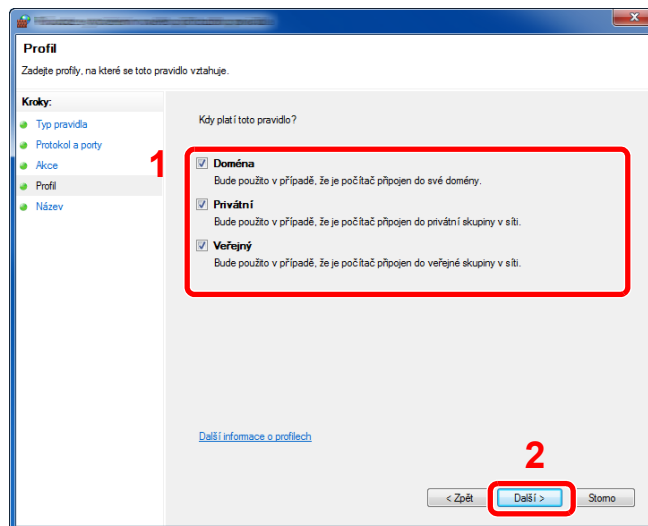 Profil
Zadejte profily, na které se toto pravidlo vztahuje.
Kroky:
Typ pravidla
Protokol a porty
Akce
Profil
Název
Kdy platí toto pravidlo?
1
Doména
Bude použito v případě, že je počítač připojen do své domény.
Privátní
Bude použito v případě, že je počítač připojen do privátní skupiny v síti.
Veřejný
Bude použito v případě, že je počítač připojen do veřejné skupiny v síti.
Další informace o profilech
2
< Zpět
Další >
Storno